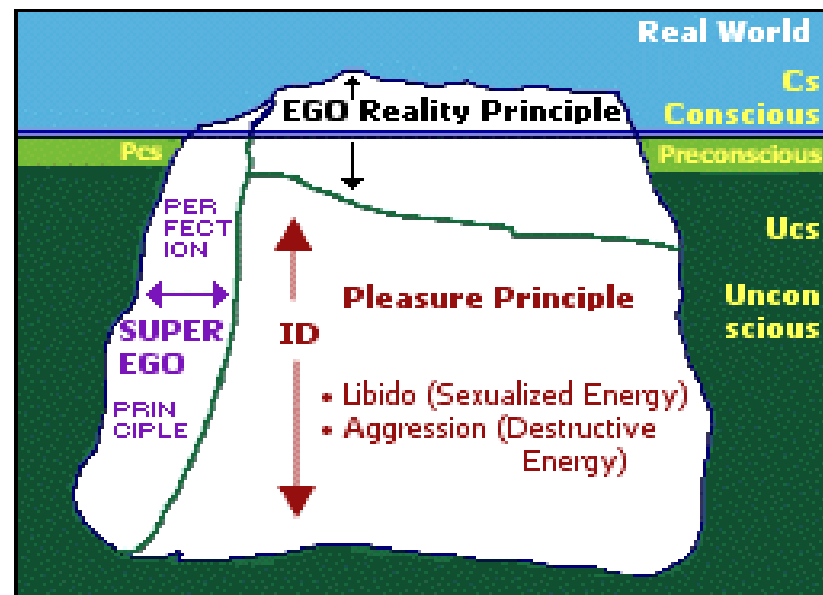 Real World
Cs
Conscious
EGO Reality Principle
Pcs
Preconscious
PER
FECT
ION
SUPER
EGO
PRIN
CIPLE
ID
Pleasure Principle
• Libido (Sexualized Energy)
• Aggression (Destructive
Energy)
Ucs
Uncon
scious